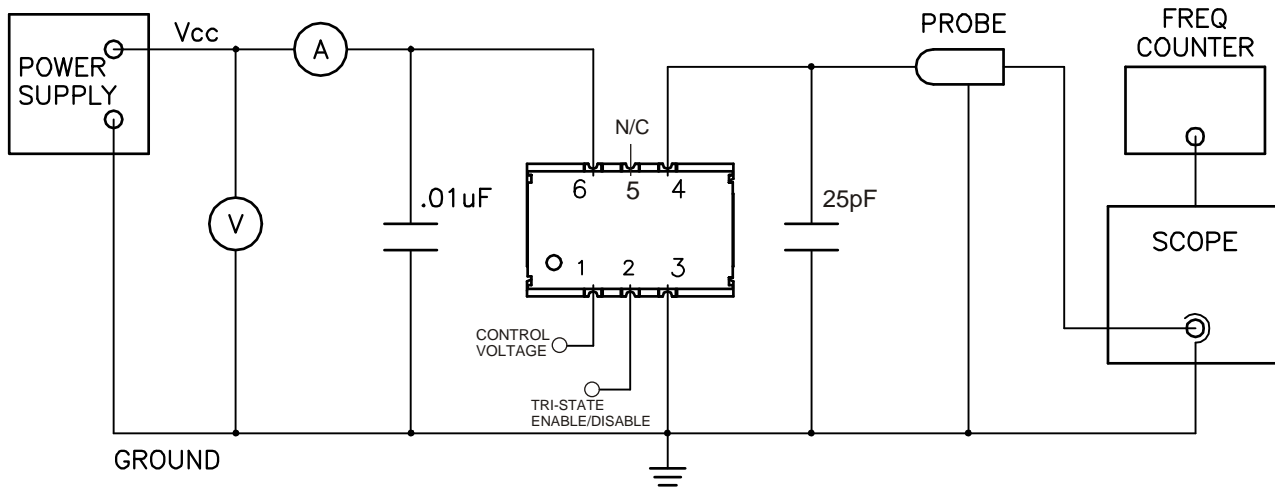 POWER
SUPPLY
Vcc
A
V
.01uF
N/C
6 5 4
1 2 3
CONTROL
VOLTAGE
TRI-STATE
ENABLE/DISABLE
25pF
PROBE
FREQ
COUNTER
SCOPE
GROUND